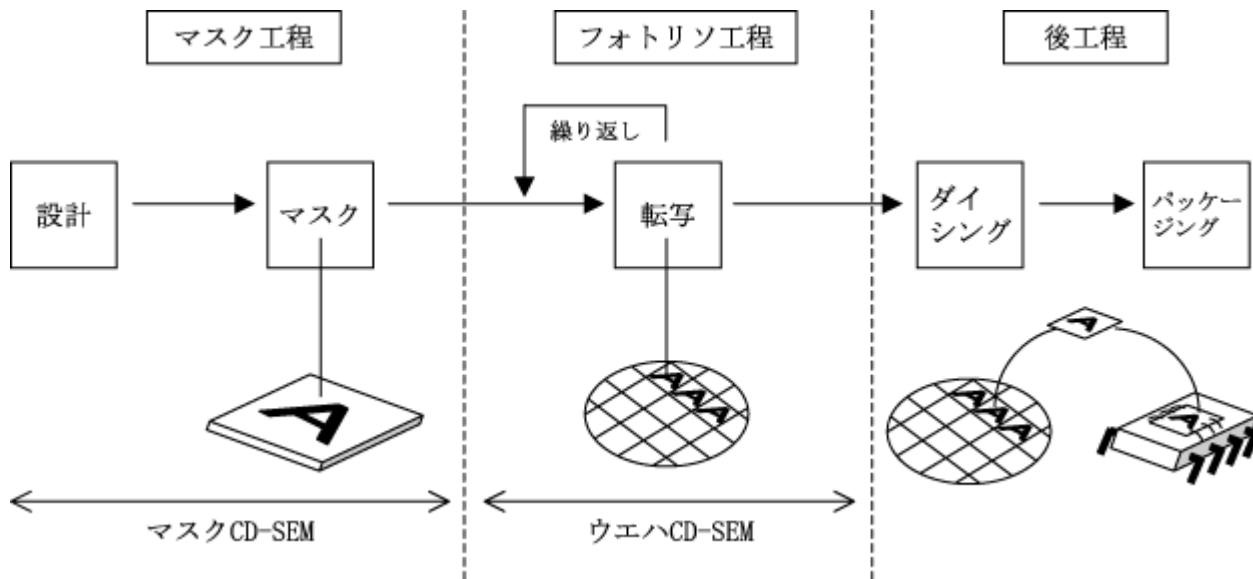 マスク工程
フォトリソ工程
後工程
繰り返し
設計
マスク
転写
ダイ
シング
パッケー
ジング
A
A
A
A
A
A
A
A
A
マスクCD-SEM
ウエハCD-SEM